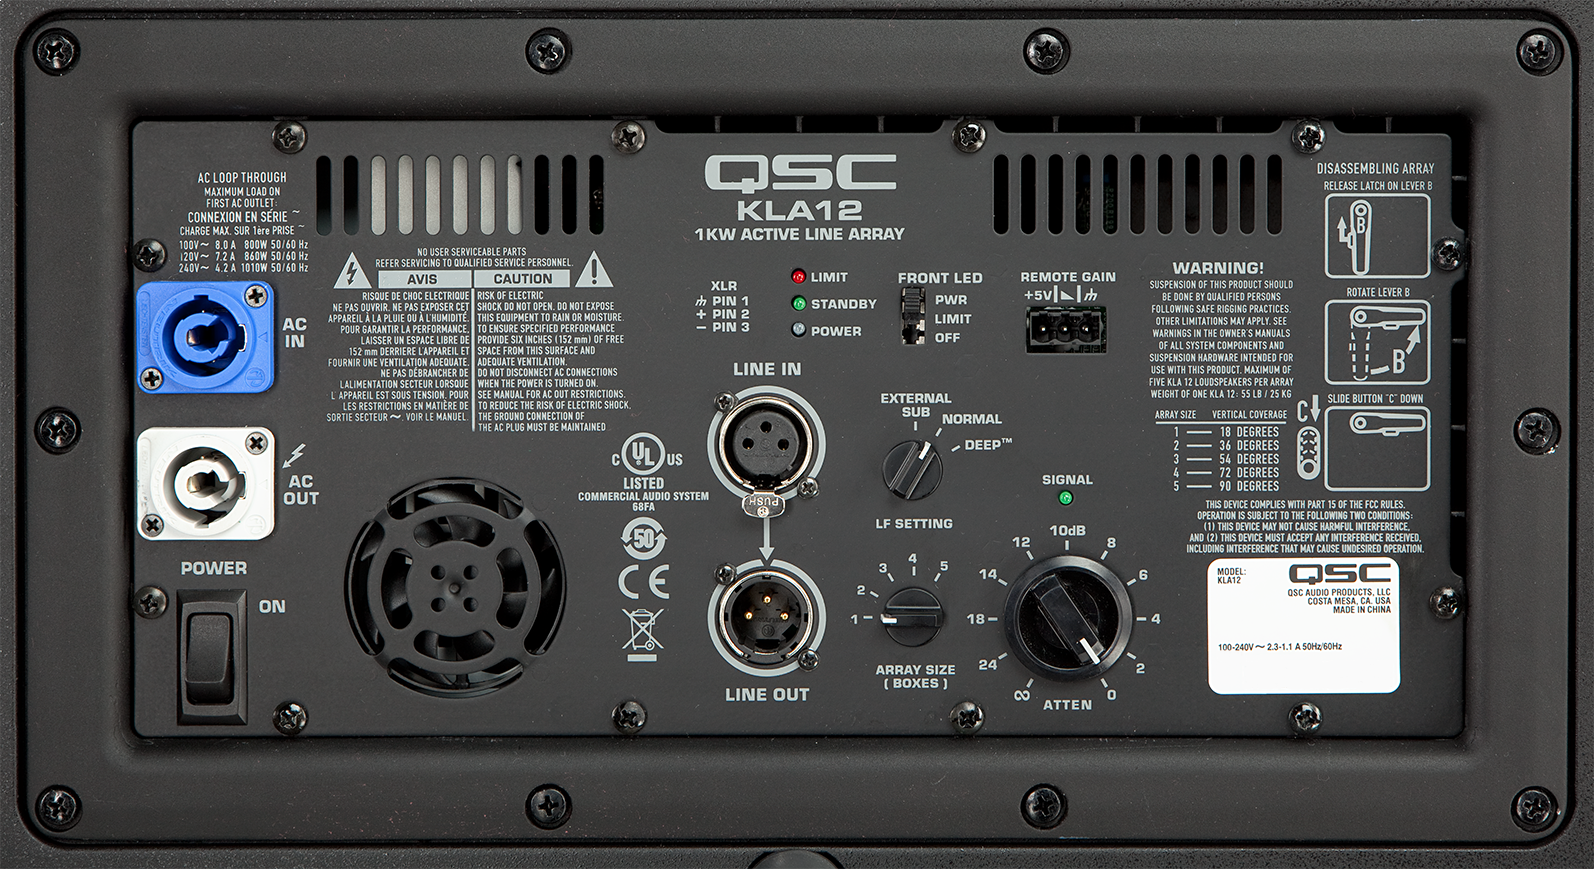 AC LOOP THROUGH
MAXIMUM LOAD ON
FIRST AC OUTLET:
CONNEXION EN SÉRIE ~
CHARGE MAX. SUR 1ère PRISE ~
100V ~ 8.0 A 800W 50/60 Hz
120V ~ 7.2 A 860W 50/60 Hz
240V ~ 4.2 A 1010W 50/60 Hz
AC
IN
AC
OUT
POWER
ON
NO USER SERVICEABLE PARTS
REFER SERVICING TO QUALIFIED SERVICE PERSONNEL.
AVIS
RISQUE DE CHOC ELECTRIQUE
NE PAS OUVRIR. NE PAS EXPOSER CET
APPAREIL À LA PLUIE OU À L'HUMIDITÉ.
POUR GARANTIR LA PERFORMANCE,
LAISSER UN ESPACE LIBRE DE
152 mm DERRIERE L'APPAREIL ET
FOURNIR UNE VENTILATION ADEQUATE.
NE PAS DÉBRANCHER DE
LALIMENTATION SECTEUR LORSQUE
L APPAREIL EST SOUS TENSION. POUR
LES RESTRICTIONS EN MATIÈRE DE
SORTIE SECTEUR ~, VOIR LE MANUEL
CAUTION
RISK OF ELECTRIC
SHOCK DO NOT OPEN. DO NOT EXPOSE
THIS EQUIPMENT TO RAIN OR MOISTURE.
TO ENSURE SPECIFIED PERFORMANCE
PROVIDE SIX INCHES (152 mm) OF FREE
SPACE FROM THIS SURFACE AND
ADEQUATE VENTILATION.
DO NOT DISCONNECT AC CONNECTIONS
WHEN THE POWER IS TURNED ON.
SEE MANUAL FOR AC OUT RESTRICTIONS.
TO REDUCE THE RISK OF ELECTRIC SHOCK,
THE GROUND CONNECTION OF
THE AC PLUG MUST BE MAINTAINED
C UL US
LISTED
COMMERCIAL AUDIO SYSTEM
68FA
50
CE
QSC
KLA12
1KW ACTIVE LINE ARRAY
XLR
PIN 1
+ PIN 2
− PIN 3
LIMIT
STANDBY
POWER
FRONT LED
PWR
LIMIT
OFF
REMOTE GAIN
+5V
LINE IN
PUSH
LINE OUT
EXTERNAL
SUB
NORMAL
DEEP™
LF SETTING
1
2
3
4
5
ARRAY SIZE
( BOXES )
SIGNAL
10dB
12
8
14
6
18
4
24
2
∞
0
ATTEN
WARNING!
SUSPENSION OF THIS PRODUCT SHOULD
BE DONE BY QUALIFIED PERSONS
FOLLOWING SAFE RIGGING PRACTICES.
OTHER LIMITATIONS MAY APPLY. SEE
WARNINGS IN THE OWNER'S MANUALS
OF ALL SYSTEM COMPONENTS AND
SUSPENSION HARDWARE INTENDED FOR
USE WITH THIS PRODUCT. MAXIMUM OF
FIVE KLA 12 LOUDSPEAKERS PER ARRAY
WEIGHT OF ONE KLA 12: 55 LB / 25 KG
ARRAY SIZE VERTICAL COVERAGE
1 — 18 DEGREES
2 — 36 DEGREES
3 — 54 DEGREES
4 — 72 DEGREES
5 — 90 DEGREES
DISASSEMBLING ARRAY
RELEASE LATCH ON LEVER B
B
ROTATE LEVER B
B
SLIDE BUTTON "C" DOWN
C
THIS DEVICE COMPLIES WITH PART 15 OF THE FCC RULES.
OPERATION IS SUBJECT TO THE FOLLOWING TWO CONDITIONS:
(1) THIS DEVICE MAY NOT CAUSE HARMFUL INTERFERENCE,
AND (2) THIS DEVICE MUST ACCEPT ANY INTERFERENCE RECEIVED,
INCLUDING INTERFERENCE THAT MAY CAUSE UNDESIRED OPERATION.
MODEL:
KLA12
QSC
QSC AUDIO PRODUCTS, LLC
COSTA MESA, CA. USA
MADE IN CHINA
100-240V ~ 2.3-1.1 A 50Hz/60Hz